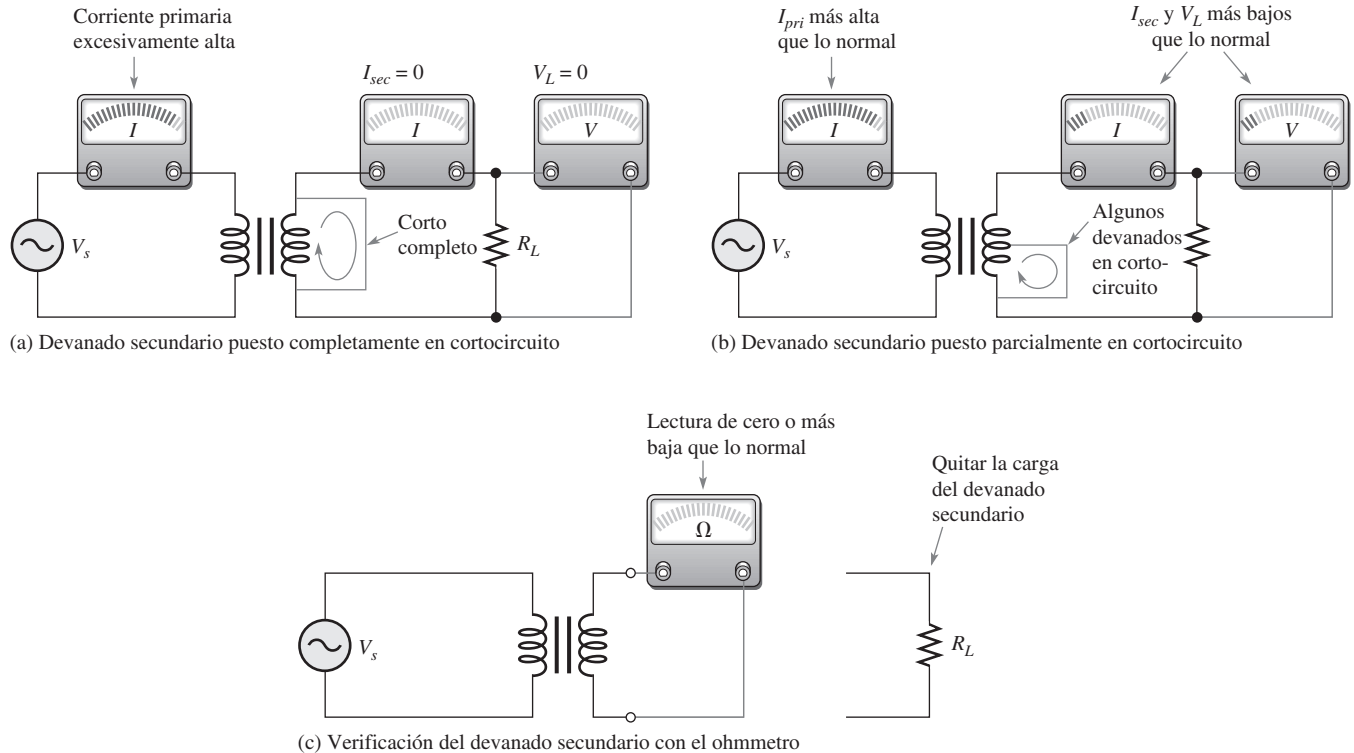 Corriente primaria
excesivamente alta
I_sec = 0
V_L = 0
I
I
V
V_s
Corto
completo
R_L
(a) Devanado secundario puesto completamente en cortocircuito
I_pri más alta
que lo normal
I_sec y V_L más bajos
que lo normal
I
I
V
V_s
Algunos
devanados
en corto-
circuito
(b) Devanado secundario puesto parcialmente en cortocircuito
Lectura de cero o más
baja que lo normal
Quitar la carga
del devanado
secundario
Ω
V_s
R_L
(c) Verificación del devanado secundario con el ohmmetro